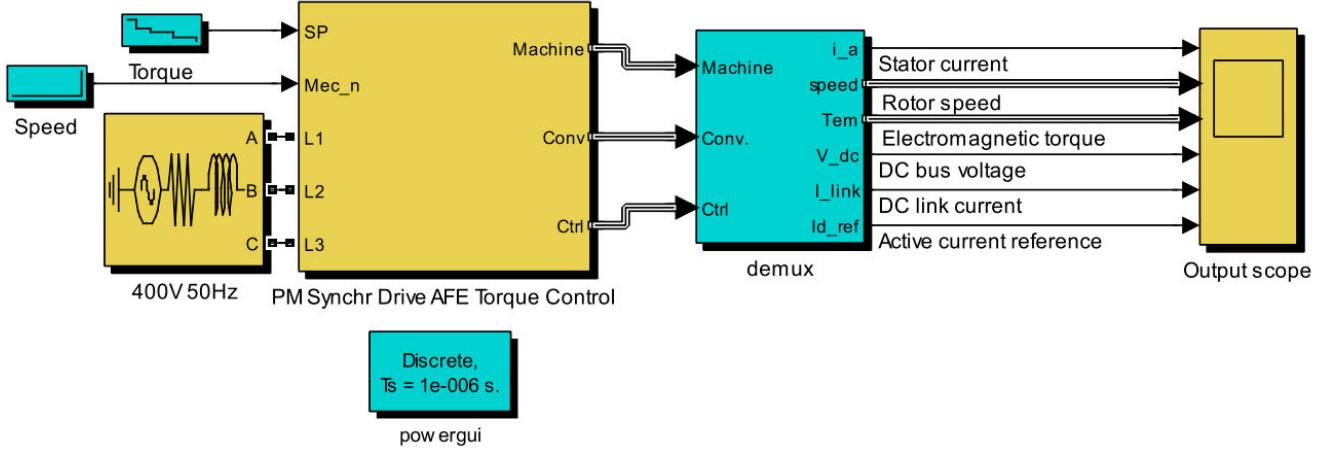 SP
Torque
Mec_n
Speed
A
B
C
L1
L2
L3
400V 50Hz
Machine
Conv
Ctrl
PM Synchr Drive AFE Torque Control
Machine
Conv.
Ctrl
i_a
speed
Tem
V_dc
I_link
Id_ref
demux
Stator current
Rotor speed
Electromagnetic torque
DC bus voltage
DC link current
Active current reference
Output scope
Discrete,
Ts = 1e-006 s.
powergui